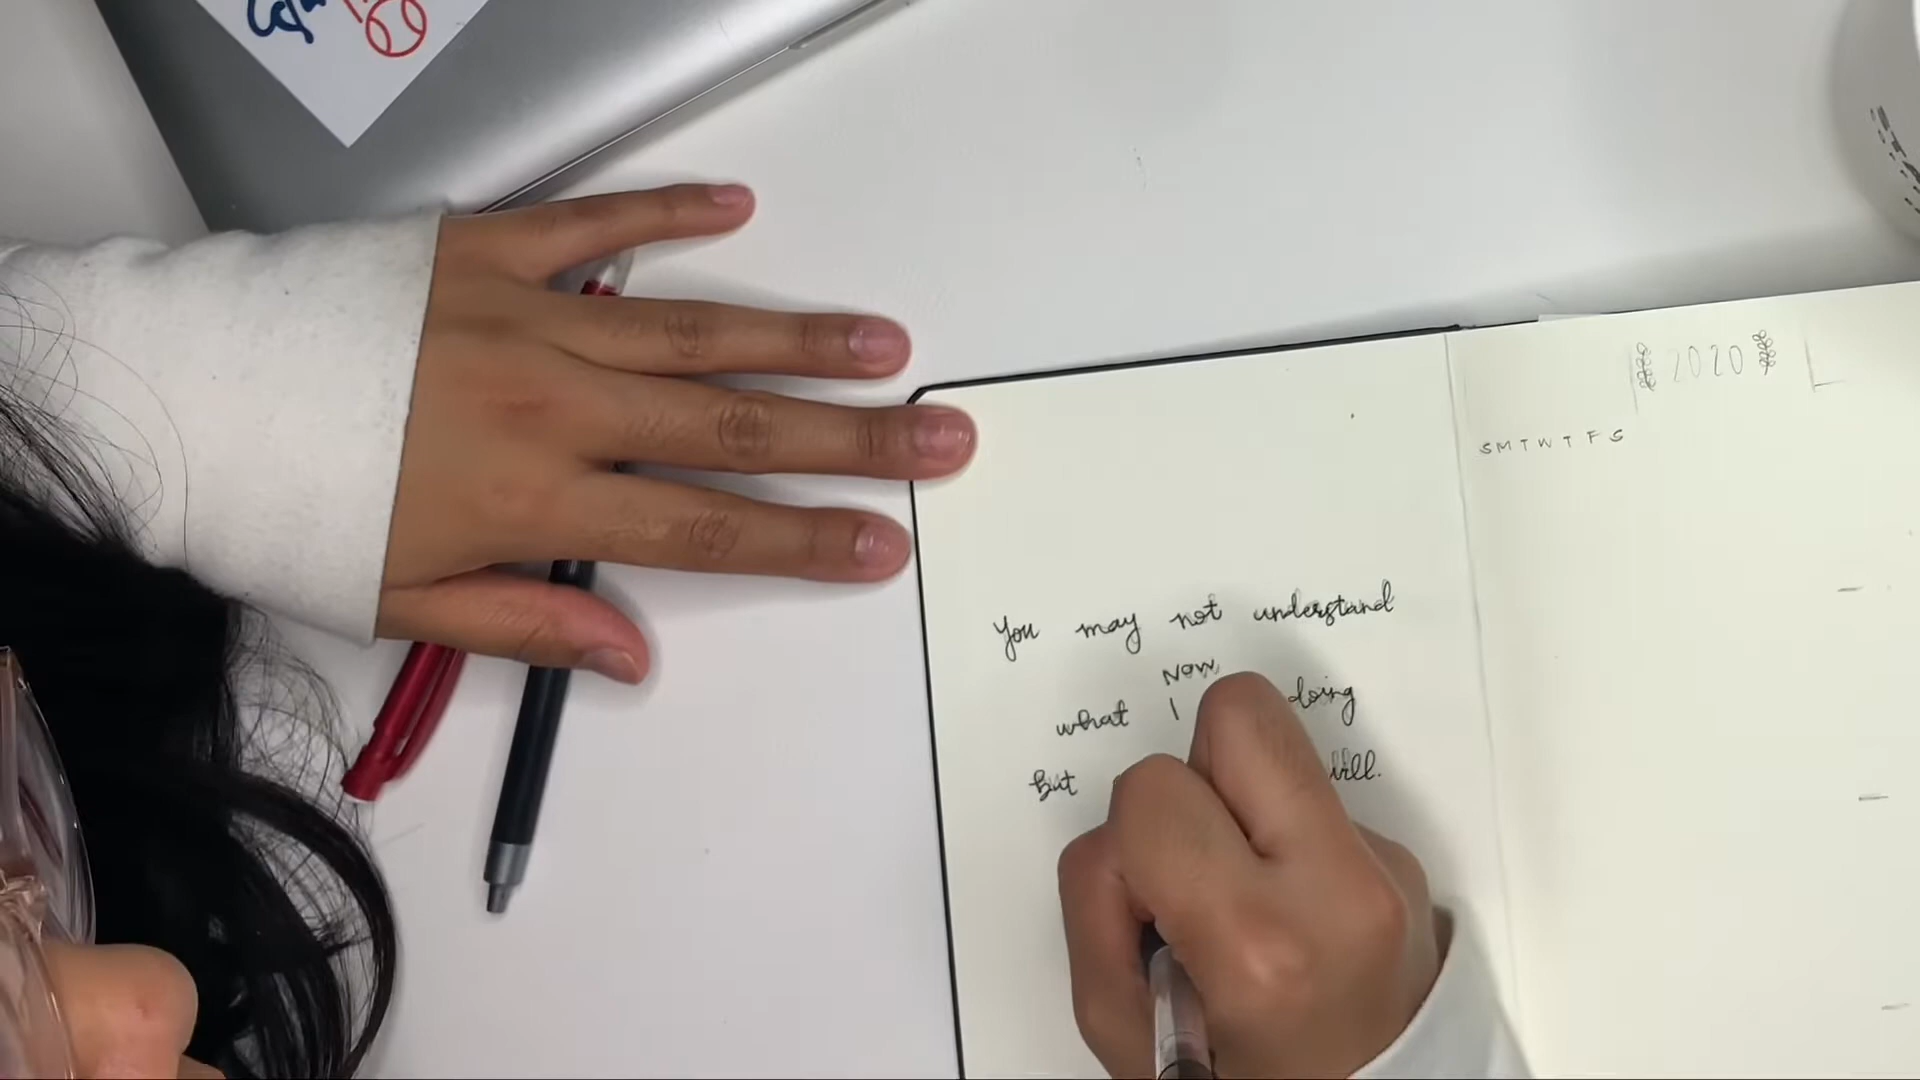 You may not understand
Now
what I doing
but will.
2020
S M T W T F S